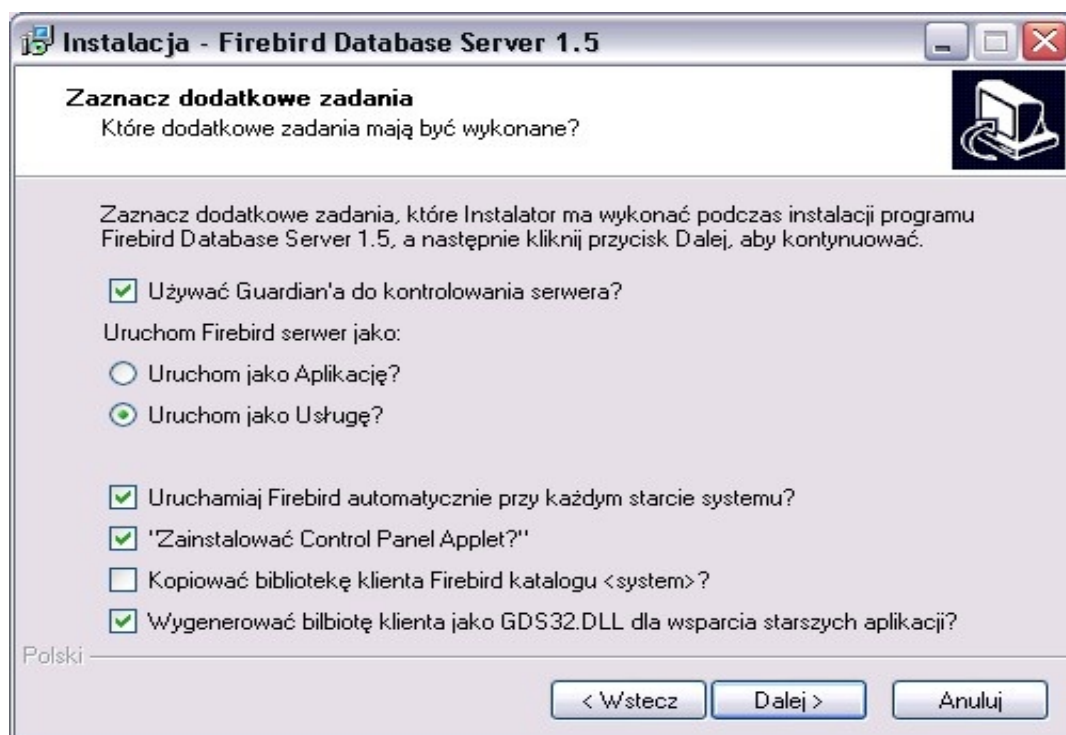 Instalacja - Firebird Database Server 1.5
Zaznacz dodatkowe zadania
Które dodatkowe zadania mają być wykonane?
Zaznacz dodatkowe zadania, które Instalator ma wykonać podczas instalacji programu
Firebird Database Server 1.5, a następnie kliknij przycisk Dalej, aby kontynuować.
Używać Guardian'a do kontrolowania serwera?
Uruchom Firebird serwer jako:
Uruchom jako Aplikację?
Uruchom jako Usługę?
Uruchamiaj Firebird automatycznie przy każdym starcie systemu?
"Zainstalować Control Panel Applet?"
Kopiować bibliotekę klienta Firebird katalogu <system>?
Wygenerować bilbiotę klienta jako GDS32.DLL dla wsparcia starszych aplikacji?
Polski
< Wstecz Dalej > Anuluj